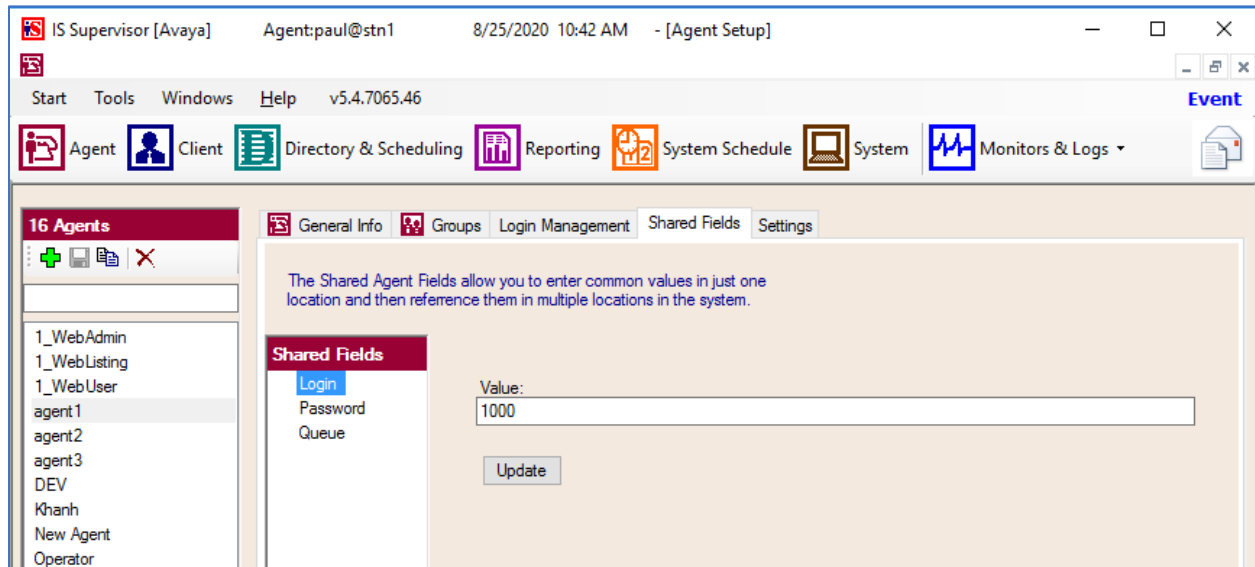 IS Supervisor [Avaya] Agent:paul@stn1 8/25/2020 10:42 AM - [Agent Setup]
Start Tools Windows Help v5.4.7065.46 Event
Agent Client Directory & Scheduling Reporting System Schedule System Monitors & Logs
16 Agents
General Info Groups Login Management Shared Fields Settings
The Shared Agent Fields allow you to enter common values in just one
location and then referrence them in multiple locations in the system.
1_WebAdmin
1_WebListing
1_WebUser
agent1
agent2
agent3
DEV
Khanh
New Agent
Operator
Shared Fields
Login
Password
Queue
Value:
1000
Update